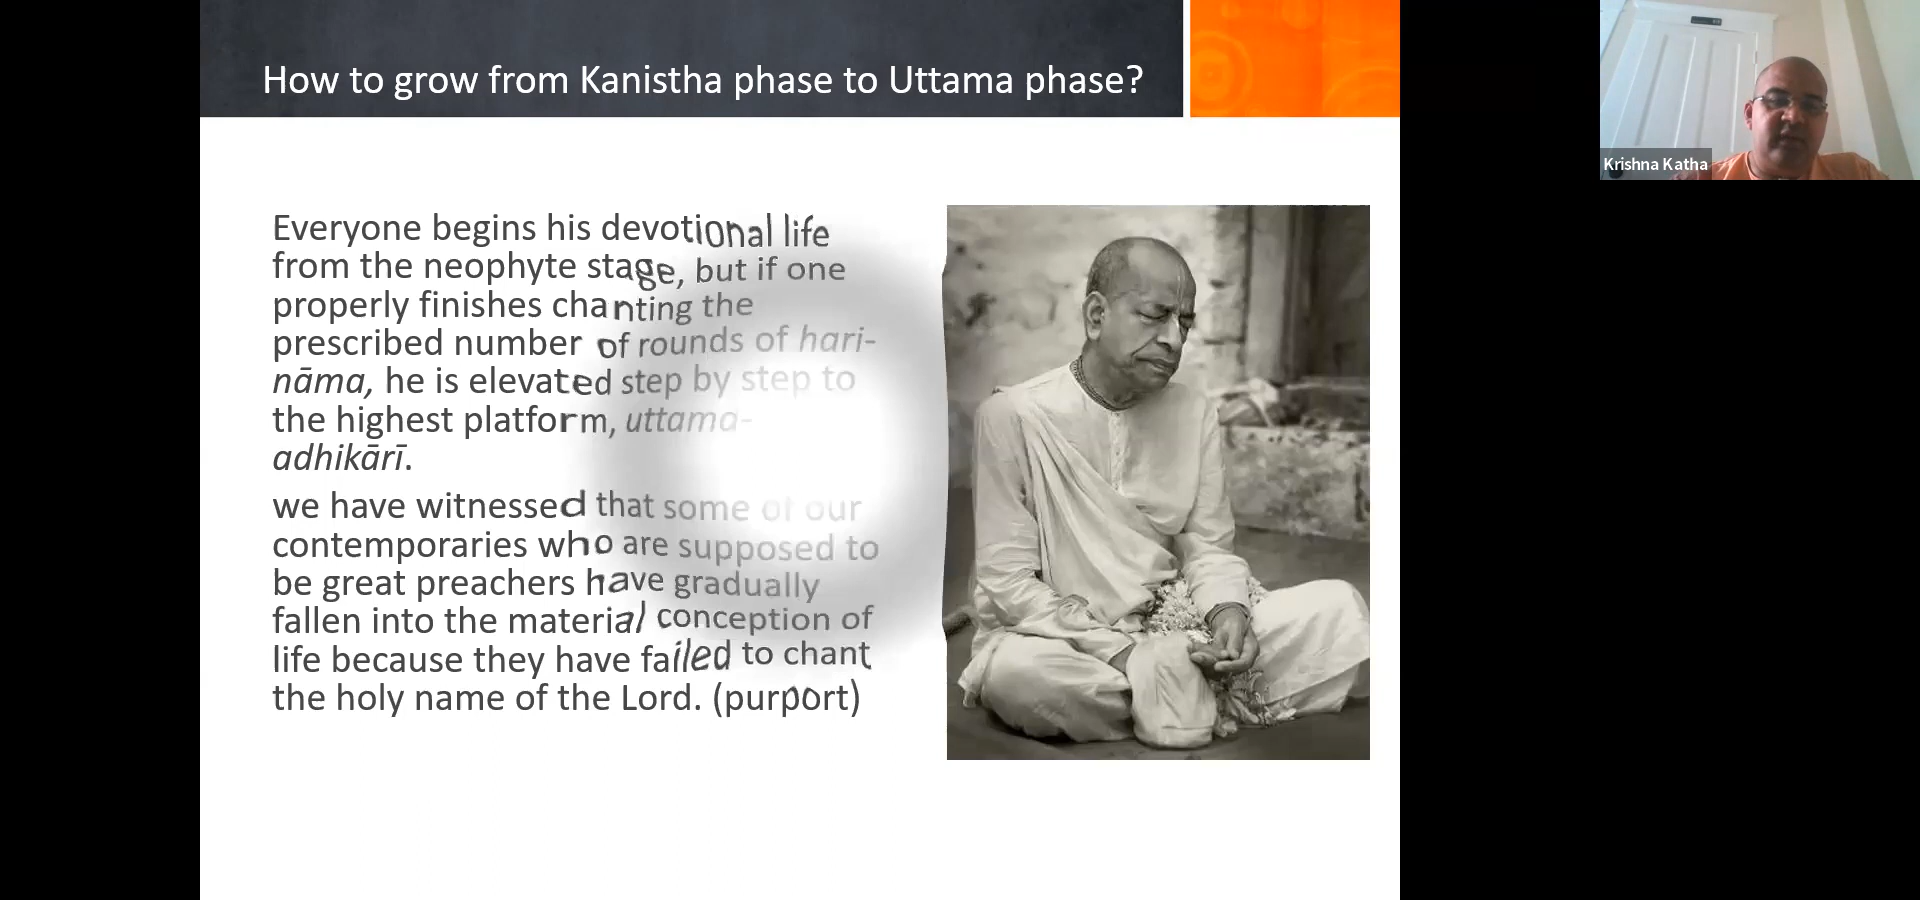 How to grow from Kanistha phase to Uttama phase?
Krishna Katha
Everyone begins his devotional life
from the neophyte stage, but if one
properly finishes chanting the
prescribed number of rounds of hari-
nāma, he is elevated step by step to
the highest platform, uttama-
adhikārī.
we have witnessed that some of our
contemporaries who are supposed to
be great preachers have gradually
fallen into the material conception of
life because they have failed to chant
the holy name of the Lord. (purport)